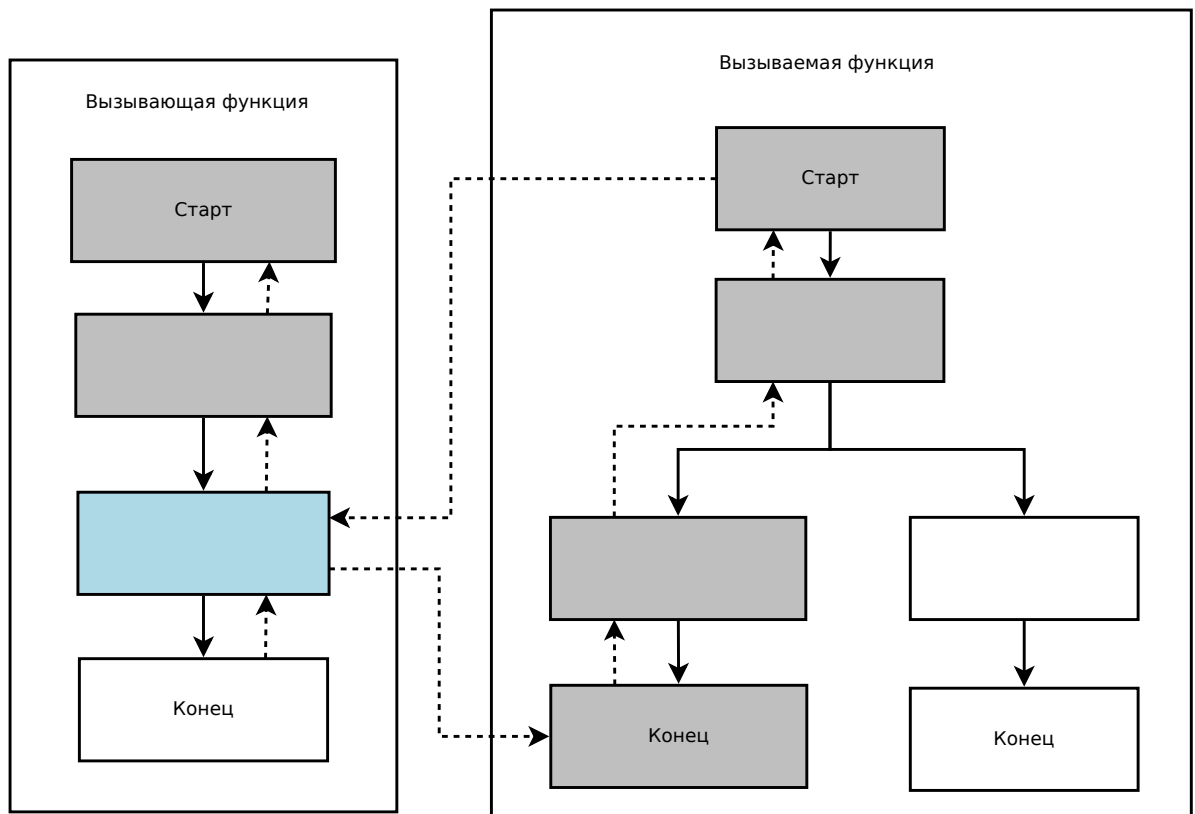 Вызывающая функция
Старт
Конец
Вызываемая функция
Старт
Конец
Конец